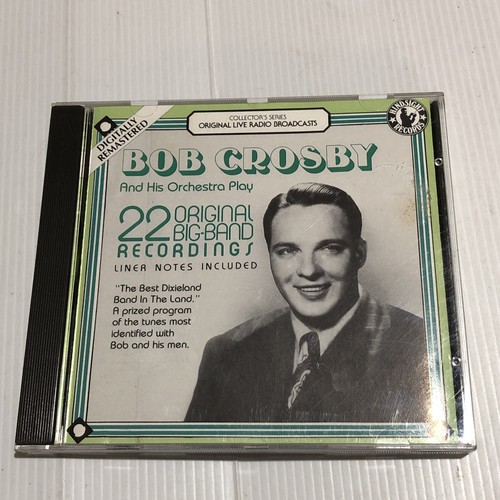 DIGITALLY
REMASTERED
COLLECTOR'S SERIES
ORIGINAL LIVE RADIO BROADCASTS
HINDSIGHT
RECORDS
BOB CROSBY
And His Orchestra Play
22 ORIGINAL
BIG-BAND
RECORDINGS
LINER NOTES INCLUDED
"The Best Dixieland
Band In The Land."
A prized program
of the tunes most
identified with
Bob and his men.